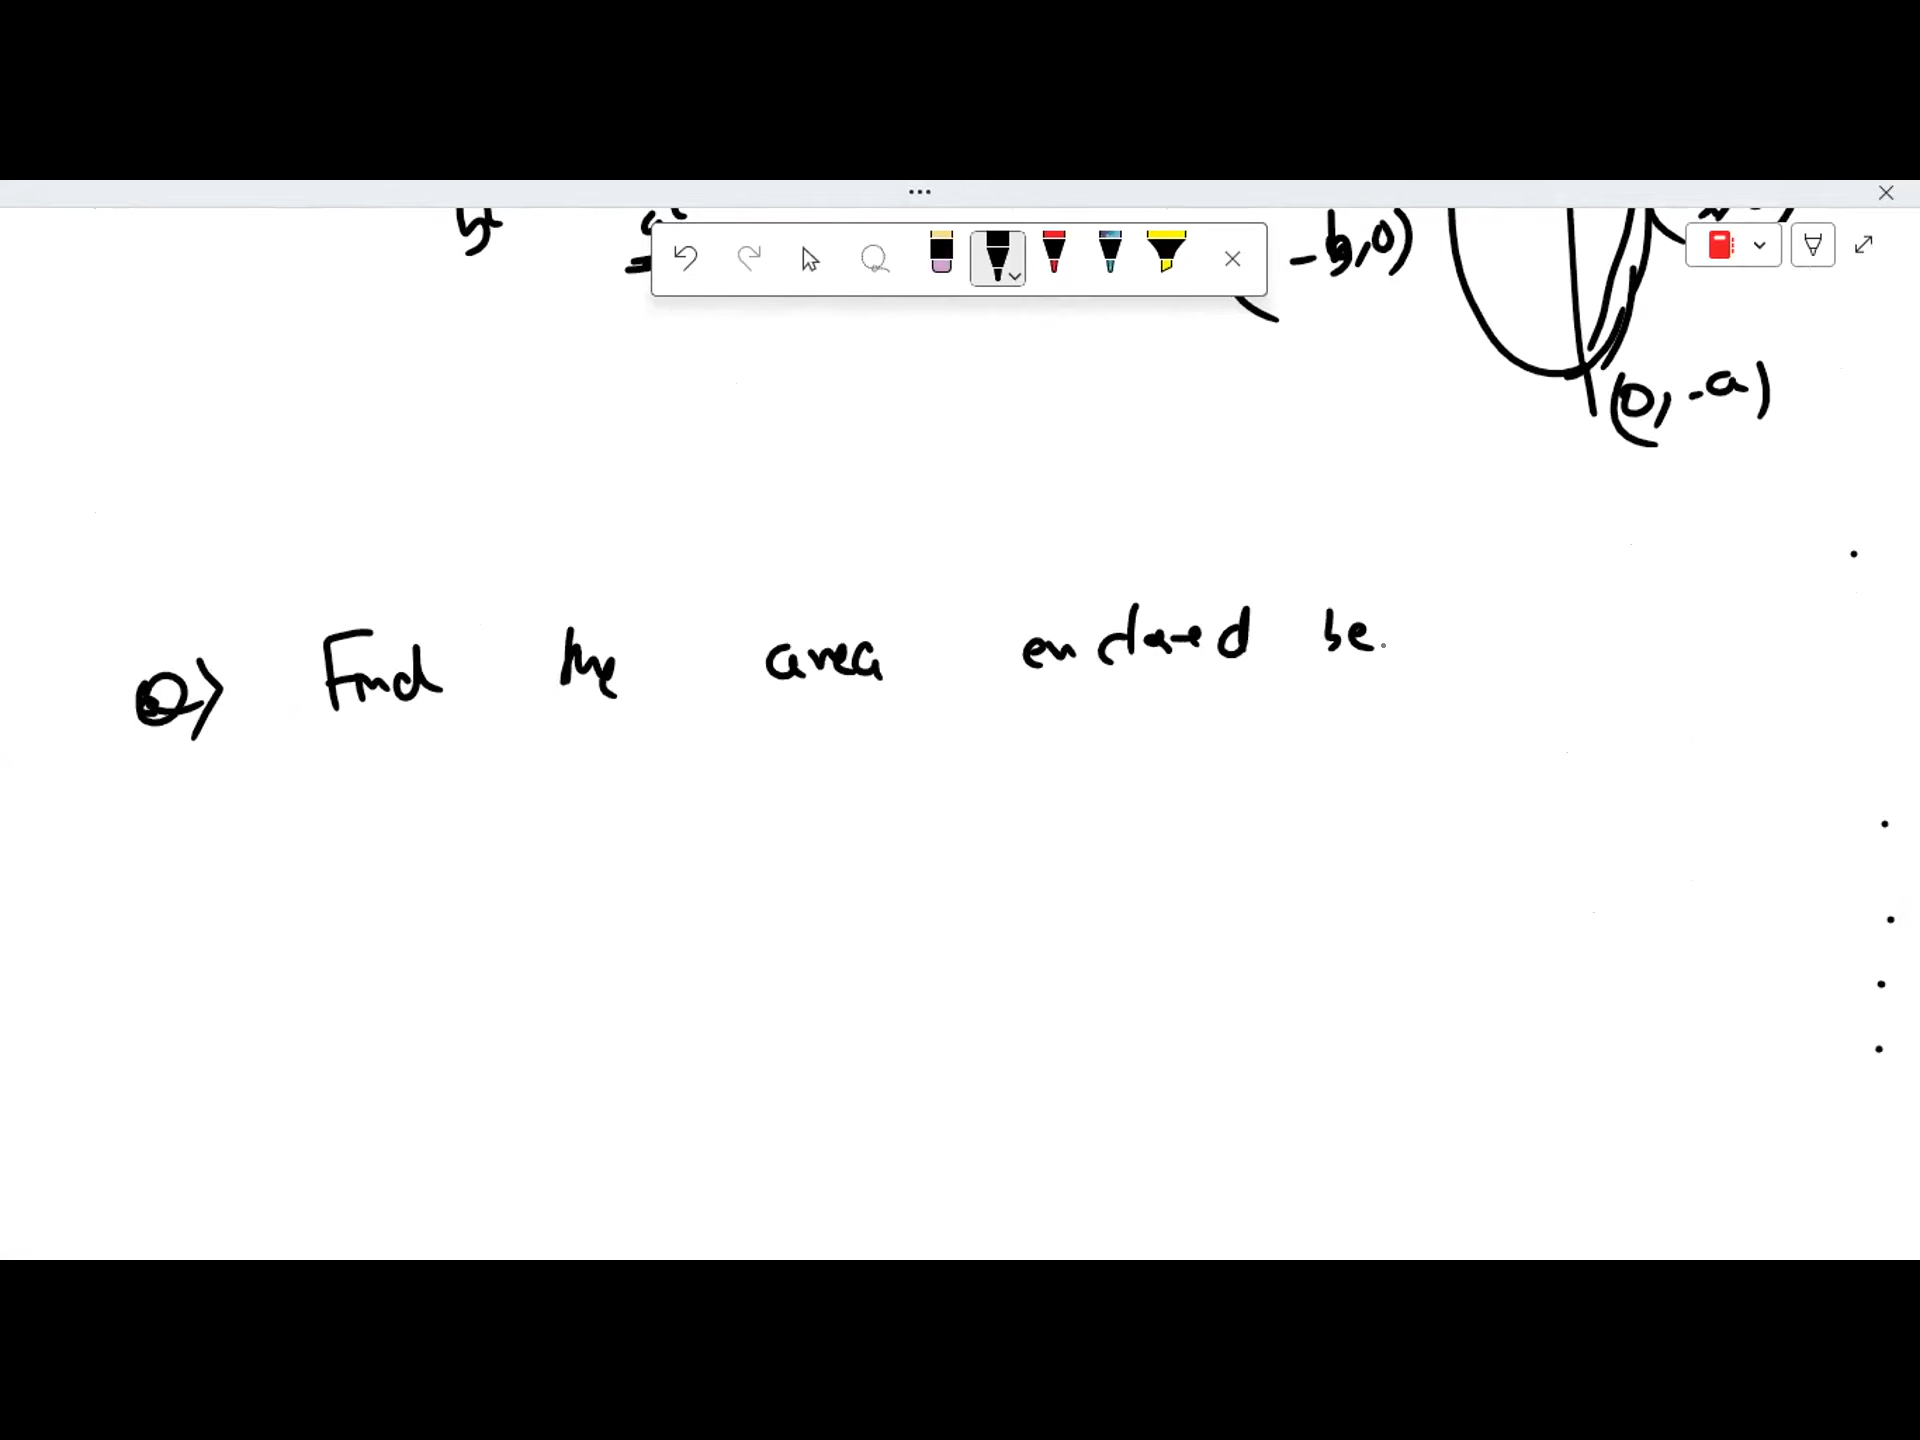 -b,0)
(0,-a)
Q) Find the area enclosed be